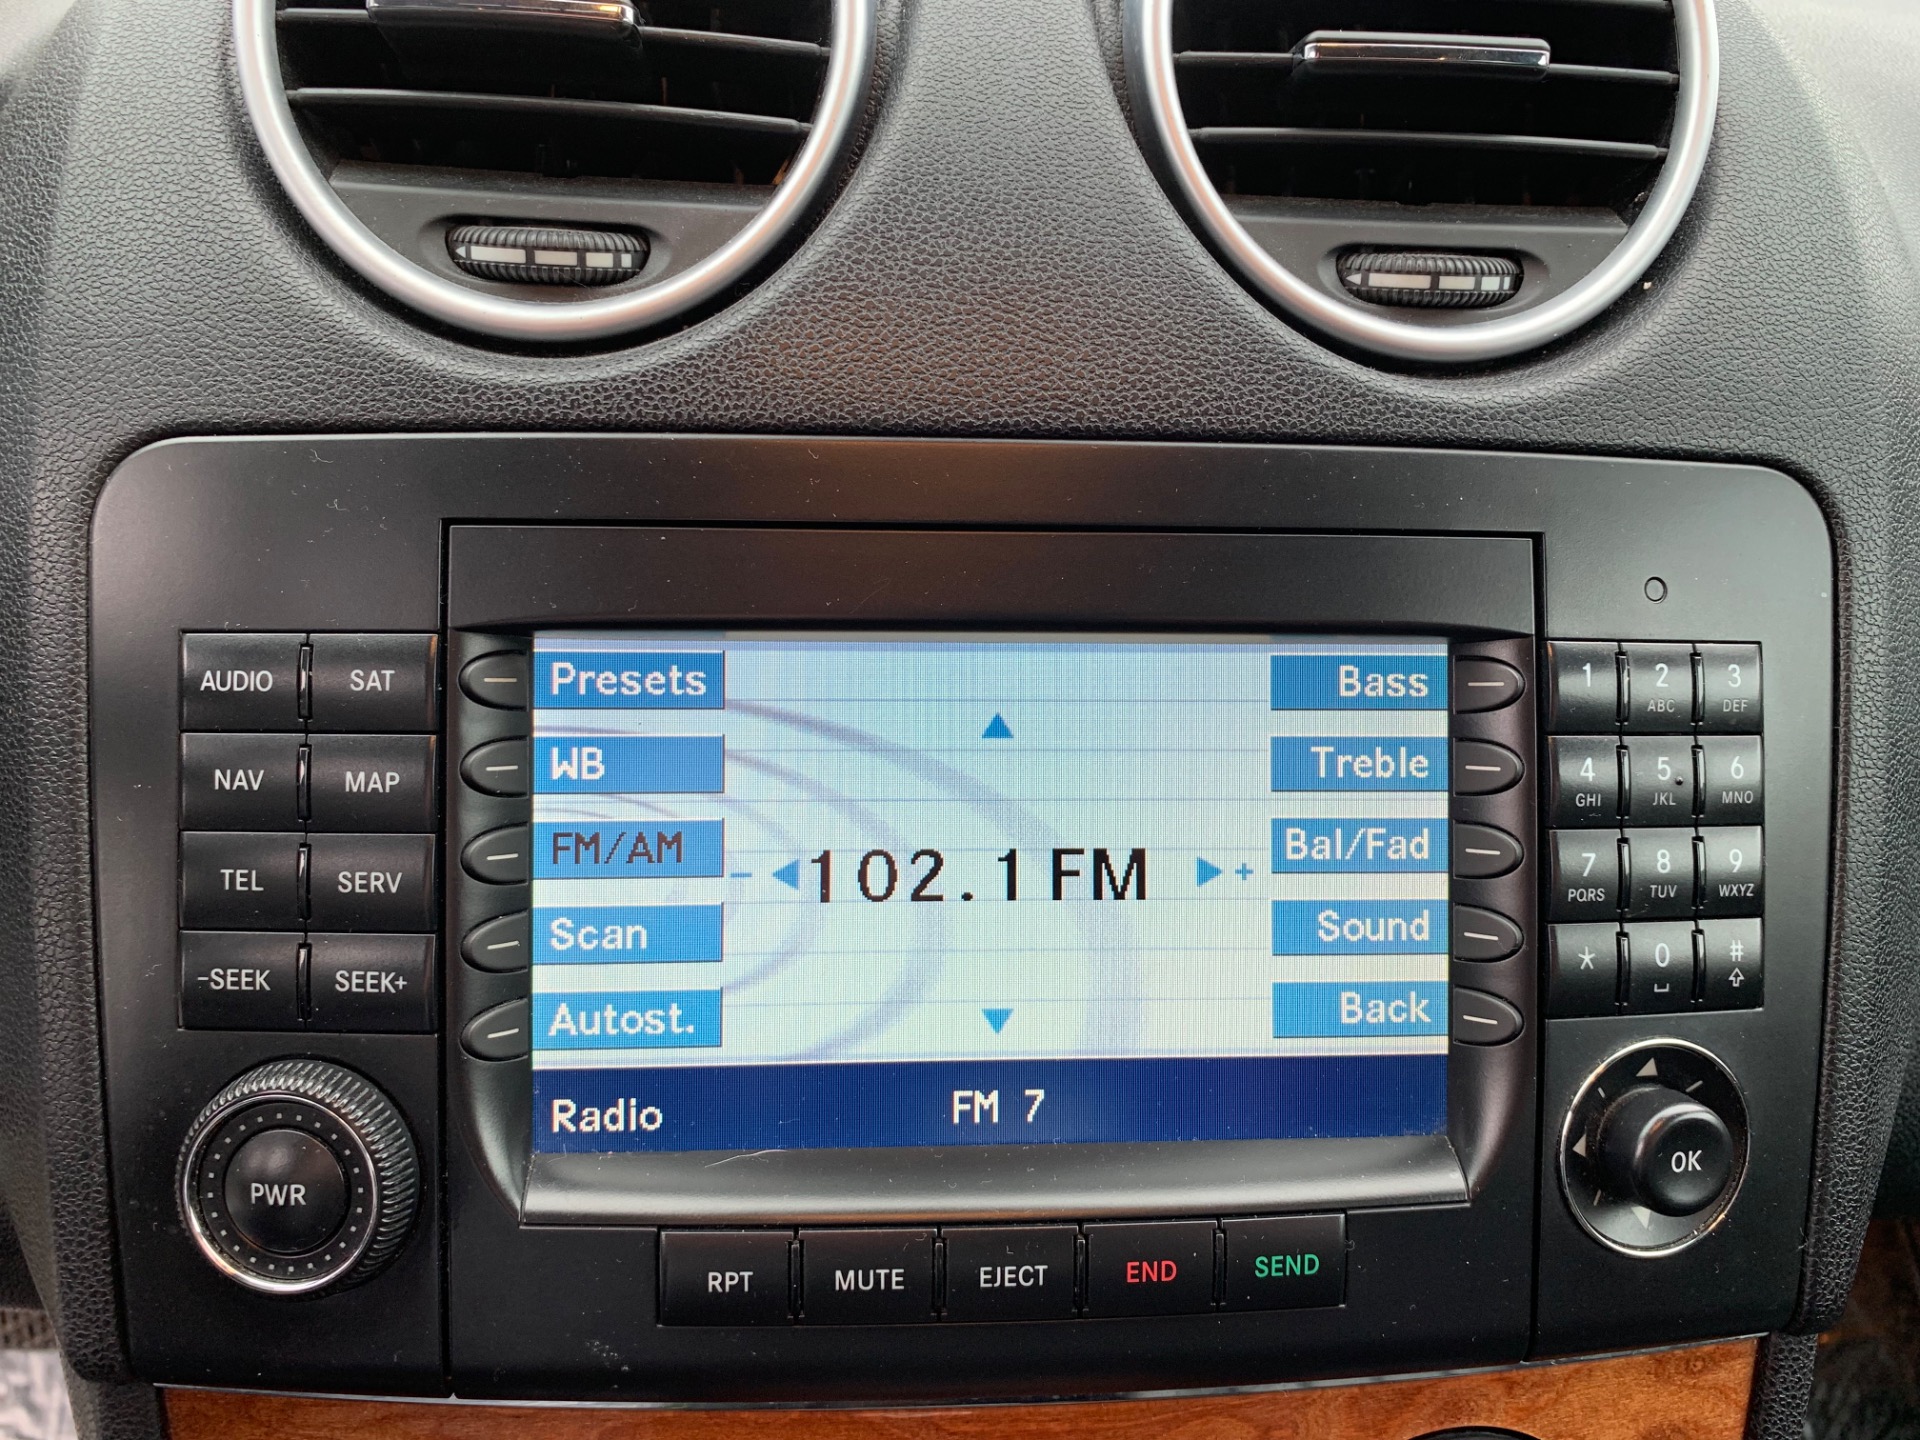 AUDIO SAT
NAV MAP
TEL SERV
-SEEK SEEK+
PWR
Presets
WB
FM/AM
Scan
Autost.
- 102.1 FM +
Bass
Treble
Bal/Fad
Sound
Back
Radio FM 7
1 2 ABC 3 DEF
4 GHI 5 JKL 6 MNO
7 PQRS 8 TUV 9 WXYZ
* 0 #
OK
RPT MUTE EJECT END SEND